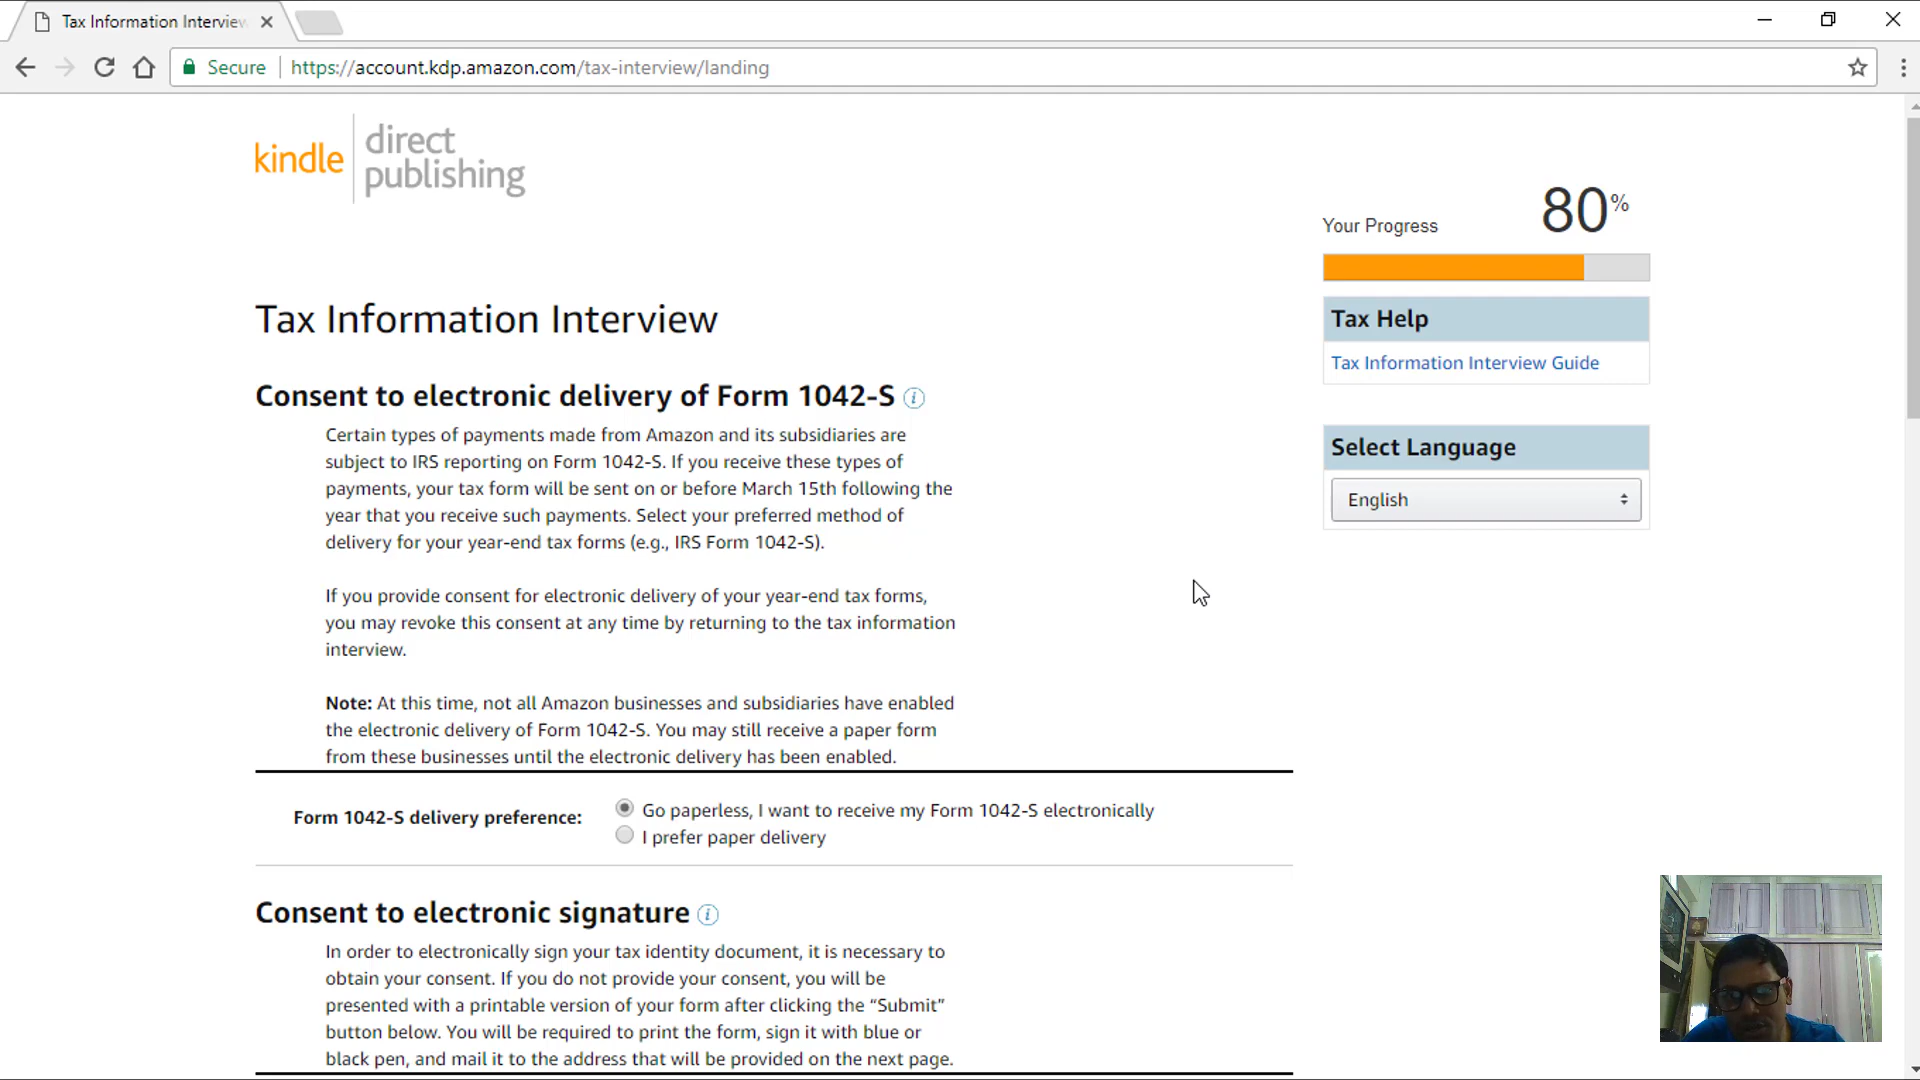 Tax Information Interview
Secure
https://account.kdp.amazon.com/tax-interview/landing
kindle
direct
publishing
Your Progress
80%
Tax Information Interview
Tax Help
Tax Information Interview Guide
Consent to electronic delivery of Form 1042-S i
Certain types of payments made from Amazon and its subsidiaries are
subject to IRS reporting on Form 1042-S. If you receive these types of
payments, your tax form will be sent on or before March 15th following the
year that you receive such payments. Select your preferred method of
delivery for your year-end tax forms (e.g., IRS Form 1042-S).
Select Language
English
If you provide consent for electronic delivery of your year-end tax forms,
you may revoke this consent at any time by returning to the tax information
interview.
Note: At this time, not all Amazon businesses and subsidiaries have enabled
the electronic delivery of Form 1042-S. You may still receive a paper form
from these businesses until the electronic delivery has been enabled.
Form 1042-S delivery preference:
Go paperless, I want to receive my Form 1042-S electronically
I prefer paper delivery
Consent to electronic signature i
In order to electronically sign your tax identity document, it is necessary to
obtain your consent. If you do not provide your consent, you will be
presented with a printable version of your form after clicking the “Submit”
button below. You will be required to print the form, sign it with blue or
black pen, and mail it to the address that will be provided on the next page.